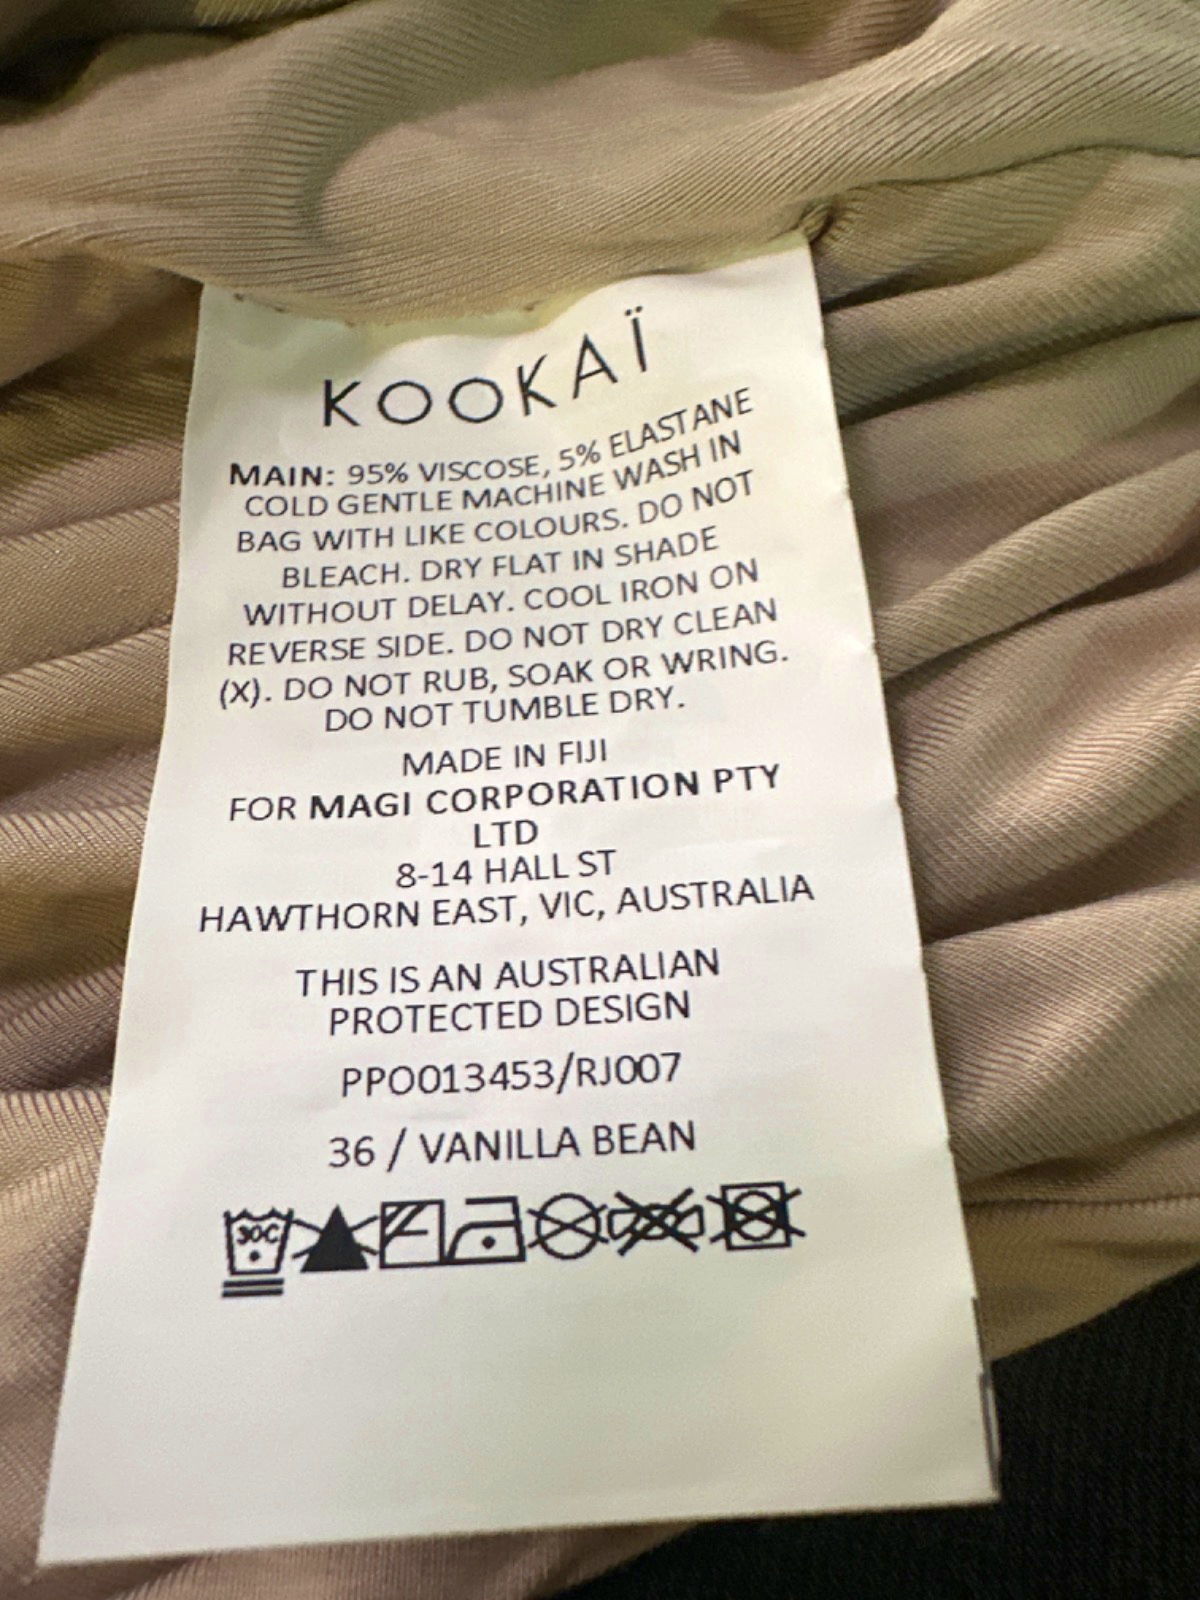 KOOKAÏ
MAIN: 95% VISCOSE, 5% ELASTANE
COLD GENTLE MACHINE WASH IN
BAG WITH LIKE COLOURS. DO NOT
BLEACH. DRY FLAT IN SHADE
WITHOUT DELAY. COOL IRON ON
REVERSE SIDE. DO NOT DRY CLEAN
(X). DO NOT RUB, SOAK OR WRING.
DO NOT TUMBLE DRY.
MADE IN FIJI
FOR MAGI CORPORATION PTY
LTD
8-14 HALL ST
HAWTHORN EAST, VIC, AUSTRALIA
THIS IS AN AUSTRALIAN
PROTECTED DESIGN
PPO013453/RJ007
36 / VANILLA BEAN
30C